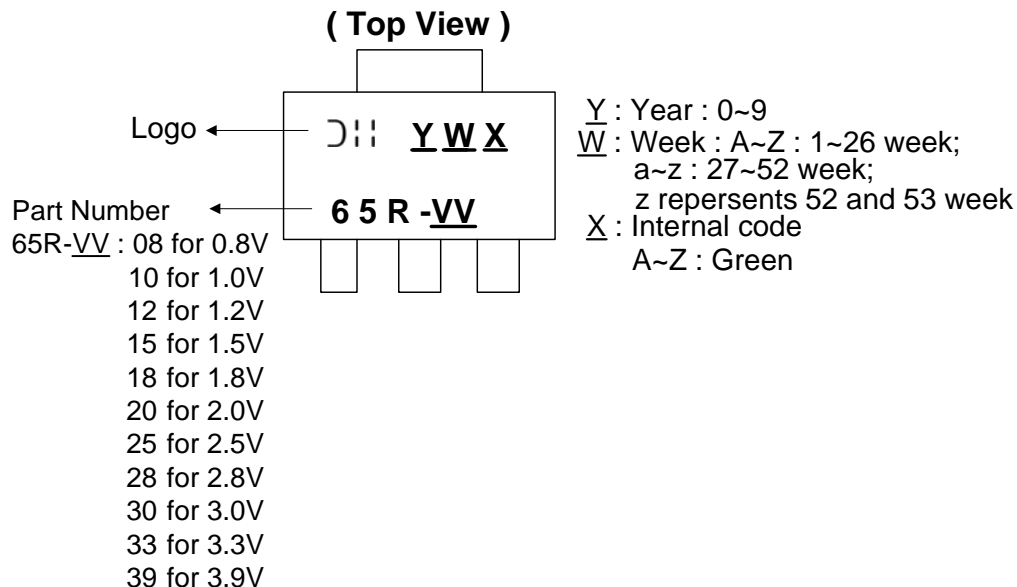 ( Top View )
Logo
Y W X
6 5 R -VV
Part Number
65R-VV : 08 for 0.8V
10 for 1.0V
12 for 1.2V
15 for 1.5V
18 for 1.8V
20 for 2.0V
25 for 2.5V
28 for 2.8V
30 for 3.0V
33 for 3.3V
39 for 3.9V
Y : Year : 0~9
W : Week : A~Z : 1~26 week;
a~z : 27~52 week;
z repersents 52 and 53 week
X : Internal code
A~Z : Green